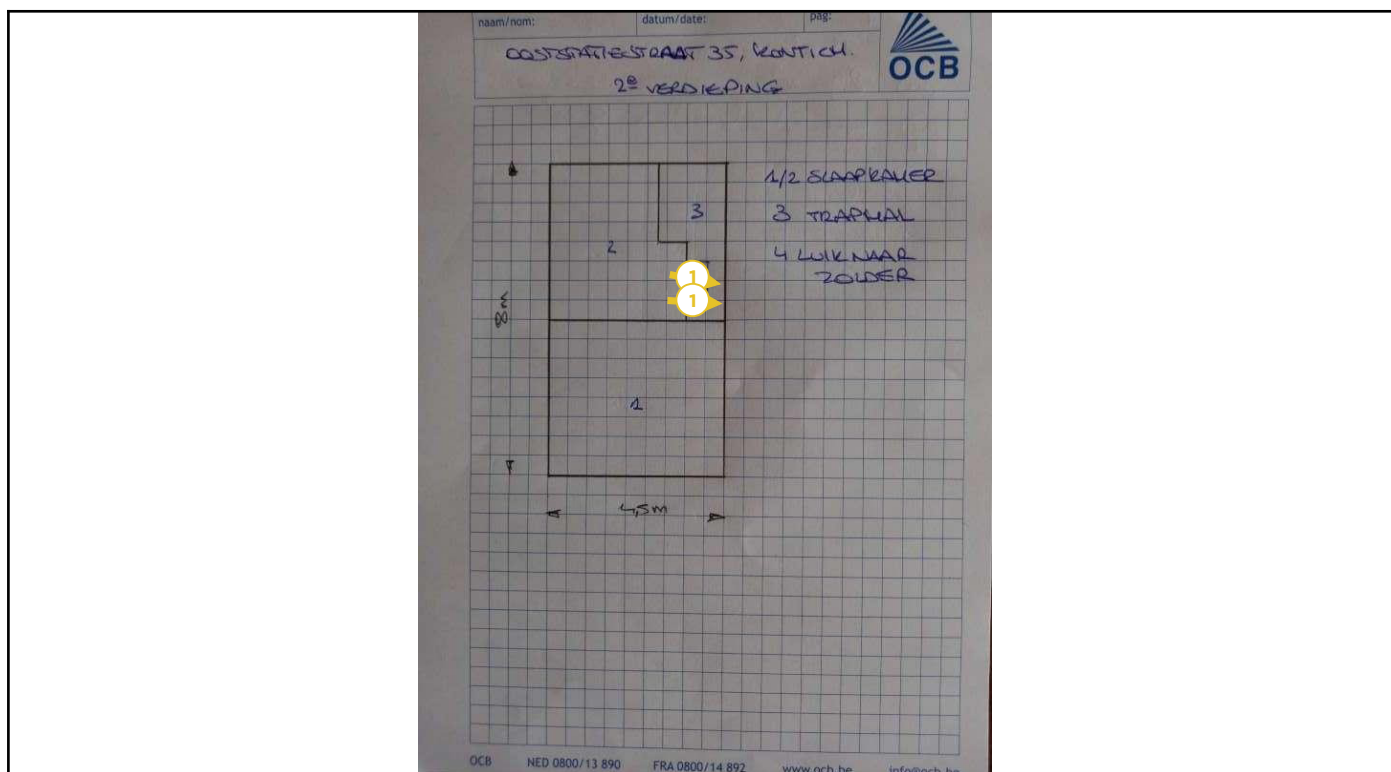 naam/nom: datum/date: pag:
OOSTSTATIESTRAAT 35, KONTICH.
2e VERDIEPING
OCB
1/2 SLAAPKAMER
3 TRAPHAL
4 LUIK NAAR
ZOLDER
3
2
1
1
8m
1
4,5m
OCB NED 0800/13 890 FRA 0800/14 892 www.ocb.be info@ocb.be